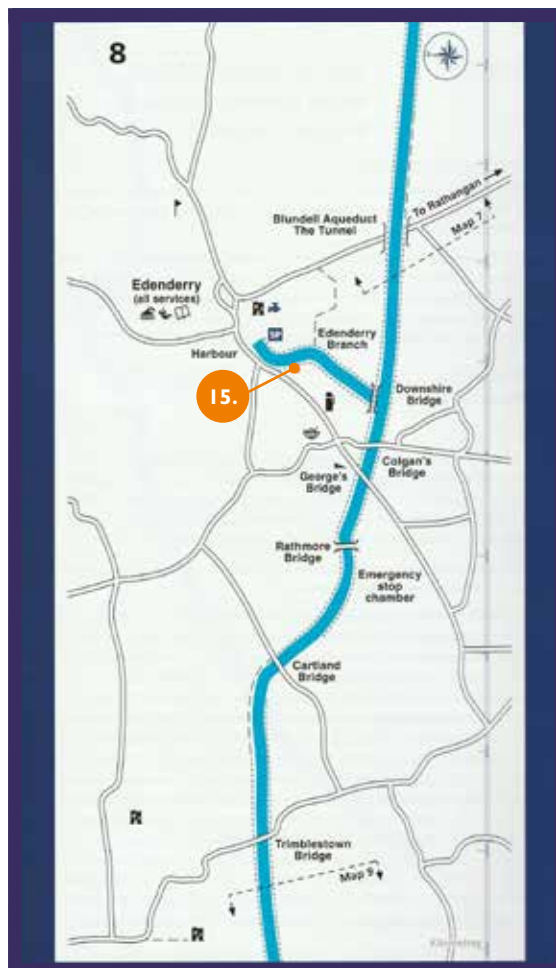 8
To Rathangan
Blundell Aqueduct
The Tunnel
Map 7
Edenderry
(all services)
SP
Edenderry
Branch
Harbour
15.
Downshire
Bridge
George's
Bridge
Colgan's
Bridge
Rathmore
Bridge
Emergency
stop
chamber
Cartland
Bridge
Trimblestown
Bridge
Map 9